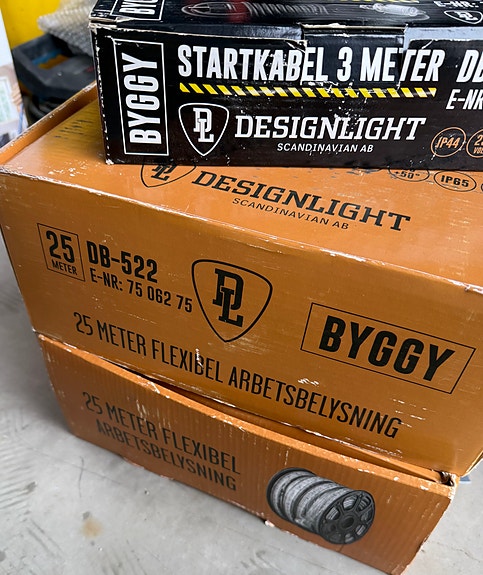 BYGGY
E-NR
STARTKABEL 3 METER
DL
DESIGNLIGHT
SCANDINAVIAN AB
IP44
DESIGNLIGHT
SCANDINAVIAN AB
IP65
25
METER
DB-522
E-NR: 75 062 75
DL
25 METER FLEXIBEL ARBETSBELYSNING
BYGGY
25 METER FLEXIBEL
ARBETSBELYSNING